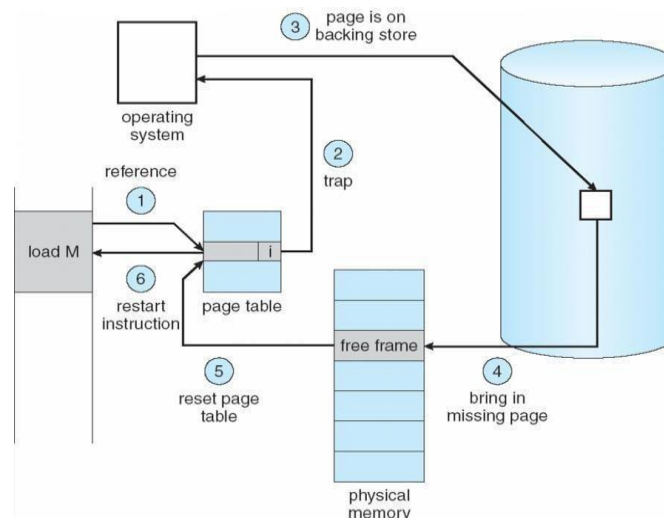 3
page is on
backing store
operating
system
2
trap
reference
1
load M
i
6
restart
instruction
page table
free frame
5
reset page
table
4
bring in
missing page
physical
memory